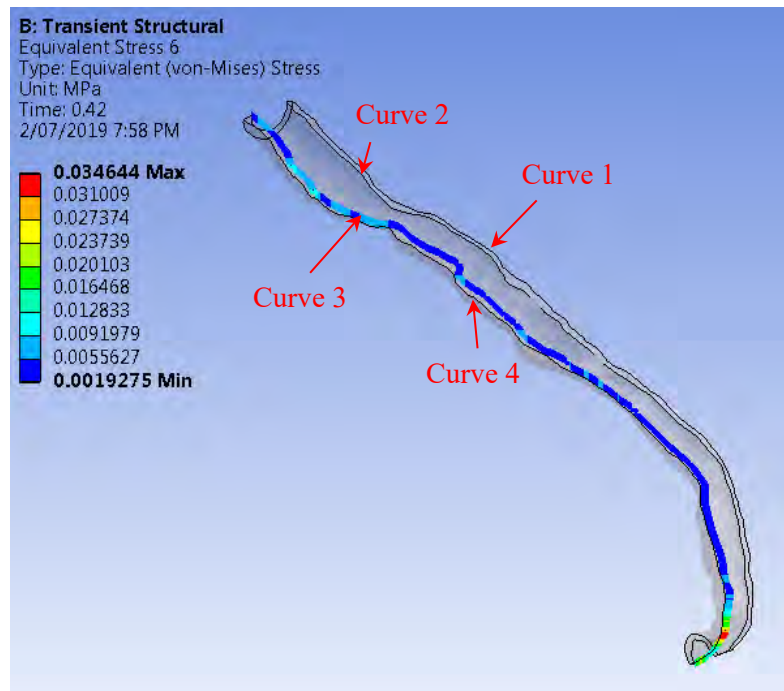 B: Transient Structural
Equivalent Stress 6
Type: Equivalent (von-Mises) Stress
Unit: MPa
Time: 0.42
2/07/2019 7:58 PM
0.034644 Max
0.031009
0.027374
0.023739
0.020103
0.016468
0.012833
0.0091979
0.0055627
0.0019275 Min
Curve 2
Curve 1
Curve 3
Curve 4